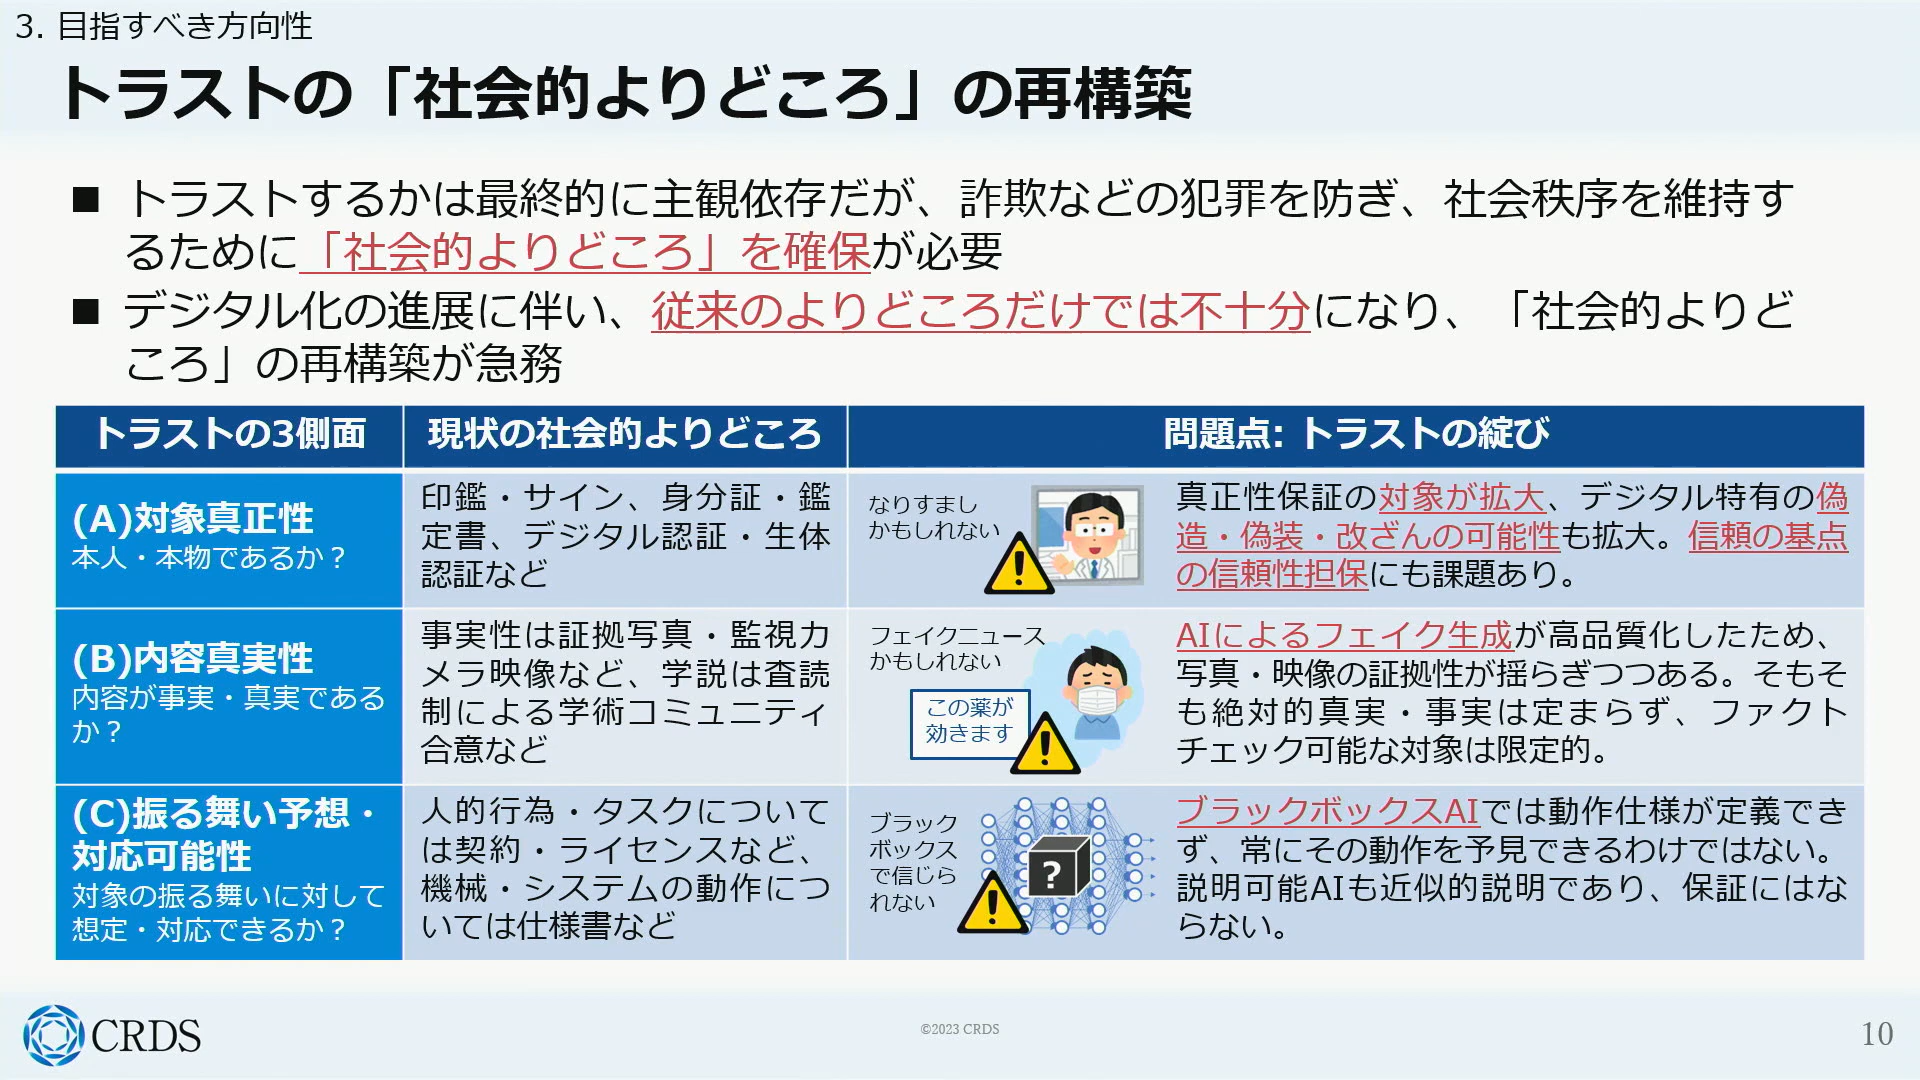 3. 目指すべき方向性
トラストの「社会的よりどころ」の再構築
■ トラストするかは最終的に主観依存だが、詐欺などの犯罪を防ぎ、社会秩序を維持す
るために「社会的よりどころ」を確保が必要
■ デジタル化の進展に伴い、従来のよりどころだけでは不十分になり、「社会的よりど
ころ」の再構築が急務
トラストの3側面
現状の社会的よりどころ
問題点: トラストの綻び
(A)対象真正性
本人・本物であるか？
印鑑・サイン、身分証・鑑
定書、デジタル認証・生体
認証など
なりすまし
かもしれない
真正性保証の対象が拡大、デジタル特有の偽
造・偽装・改ざんの可能性も拡大。信頼の基点
の信頼性担保にも課題あり。
(B)内容真実性
内容が事実・真実である
か？
事実性は証拠写真・監視カ
メラ映像など、学説は査読
制による学術コミュニティ
合意など
フェイクニュース
かもしれない
この薬が
効きます
AIによるフェイク生成が高品質化したため、
写真・映像の証拠性が揺らぎつつある。そもそ
も絶対的真実・事実は定まらず、ファクト
チェック可能な対象は限定的。
(C)振る舞い予想・
対応可能性
対象の振る舞いに対して
想定・対応できるか？
人的行為・タスクについて
は契約・ライセンスなど、
機械・システムの動作につ
いては仕様書など
ブラック
ボックス
で信じら
れない
?
ブラックボックスAIでは動作仕様が定義でき
ず、常にその動作を予見できるわけではない。
説明可能AIも近似的説明であり、保証にはな
らない。
CRDS
©2023 CRDS
10